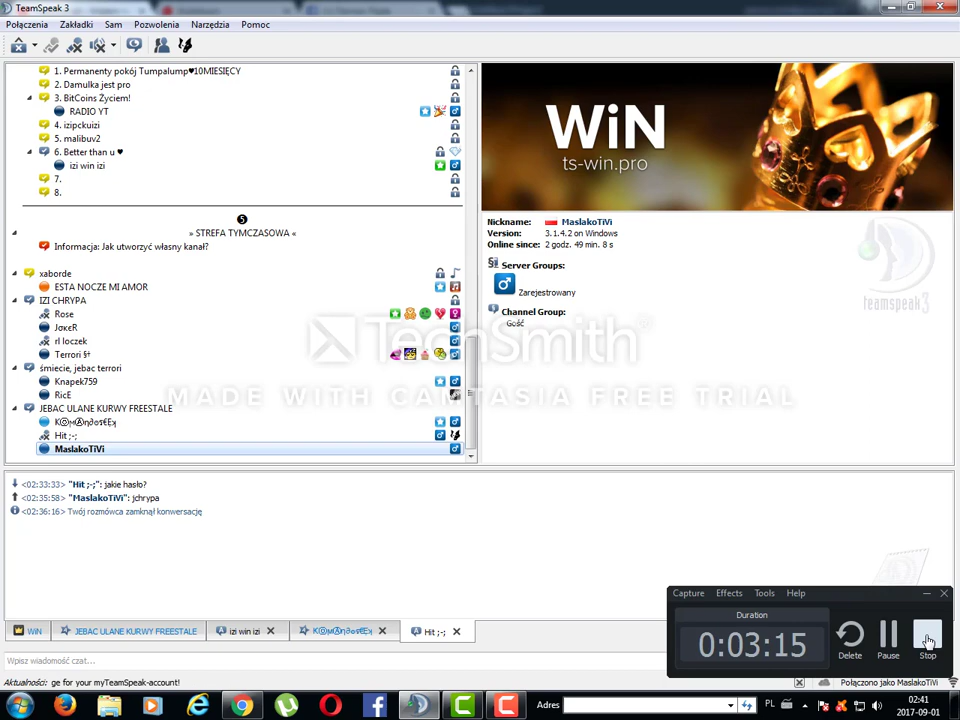 TeamSpeak 3
Połączenia Zakładki Sam Pozwolenia Narzędzia Pomoc
1. Permanenty pokój Tumpalump♥10MIESIĘCY
2. Damulka jest pro
3. BitCoins Życiem!
RADIO YT
4. izipckuizi
5. malibuv2
6. Better than u ♥
izi win izi
7.
8.
5
» STREFA TYMCZASOWA «
Informacja: Jak utworzyć własny kanał?
xaborde
ESTA NOCZE MI AMOR
IZI CHRYPA
Rose
JαкєR
rl loczek
Terrori
śmiecie, jebac terrori
Knapek759
RicE
JEBAC ULANE KURWY FREESTALE
Hit ;-;
MaslakoTiVi
WiN
ts-win.pro
Nickname: MaslakoTiVi
Version: 3.1.4.2 on Windows
Online since: 2 godz. 49 min. 8 s
Server Groups:
Zarejestrowany
Channel Group:
Gość
teamspeak3
TechSmith
MADE WITH CAMTASIA FREE TRIAL
<02:33:33> "Hit ;-;": jakie hasło?
<02:35:58> "MaslakoTiVi": jchrypa
<02:36:16> Twój rozmówca zamknął konwersację
WiN JEBAC ULANE KURWY FREESTALE izi win izi Hit ;-;
Wpisz wiadomość czat...
Aktualności: ge for your myTeamSpeak-account!
Połączono jako MaslakoTiVi
Capture Effects Tools Help
Duration
0:03:15
Delete Pause Stop
Adres
PL
02:41
2017-09-01